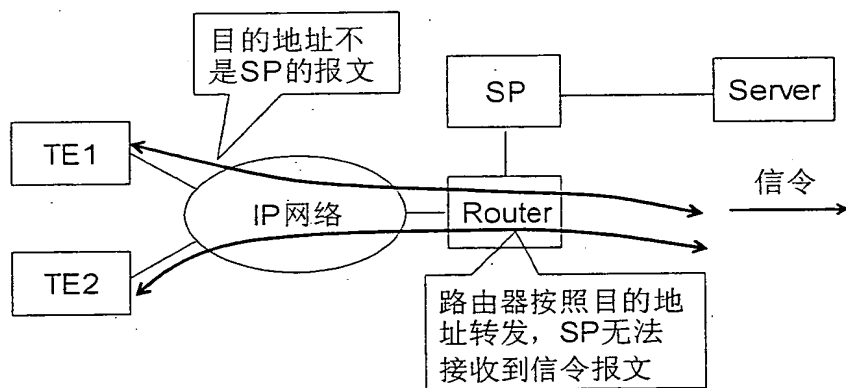 目的地址不
是SP的报文
SP
Server
TE1
信令
IP网络
Router
TE2
路由器按照目的地
址转发，SP无法
接收到信令报文